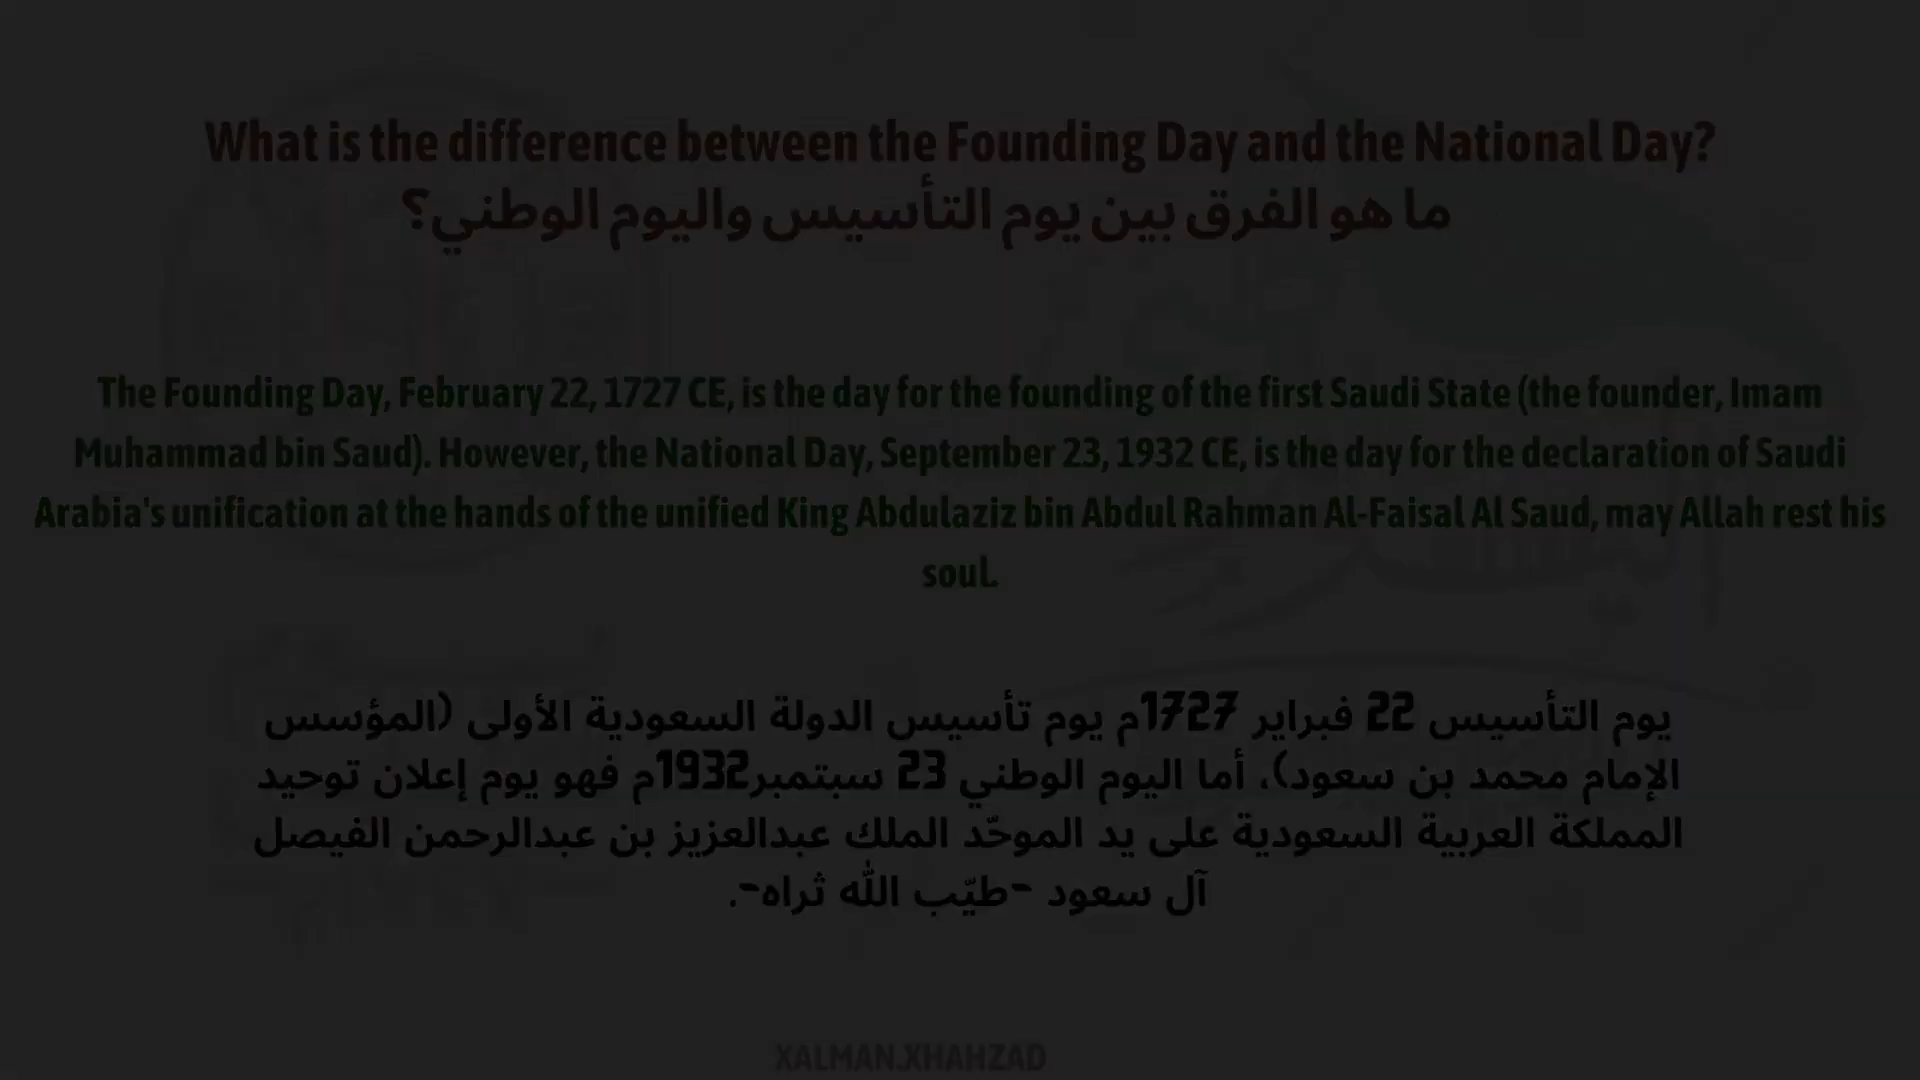 What is the difference between the Founding Day and the National Day?
ما هو الفرق بين يوم التأسيس واليوم الوطني؟
The Founding Day, February 22, 1727 CE, is the day for the founding of the first Saudi State (the founder, Imam
Muhammad bin Saud). However, the National Day, September 23, 1932 CE, is the day for the declaration of Saudi
Arabia's unification at the hands of the unified King Abdulaziz bin Abdul Rahman Al-Faisal Al Saud, may Allah rest his
soul.
يوم التأسيس 22 فبراير 1727م يوم تأسيس الدولة السعودية الأولى (المؤسس
الإمام محمد بن سعود)، أما اليوم الوطني 23 سبتمبر1932م فهو يوم إعلان توحيد
المملكة العربية السعودية على يد الموحّد الملك عبدالعزيز بن عبدالرحمن الفيصل
آل سعود -طيّب الله ثراه-.
XALMAN.XHAHZAD